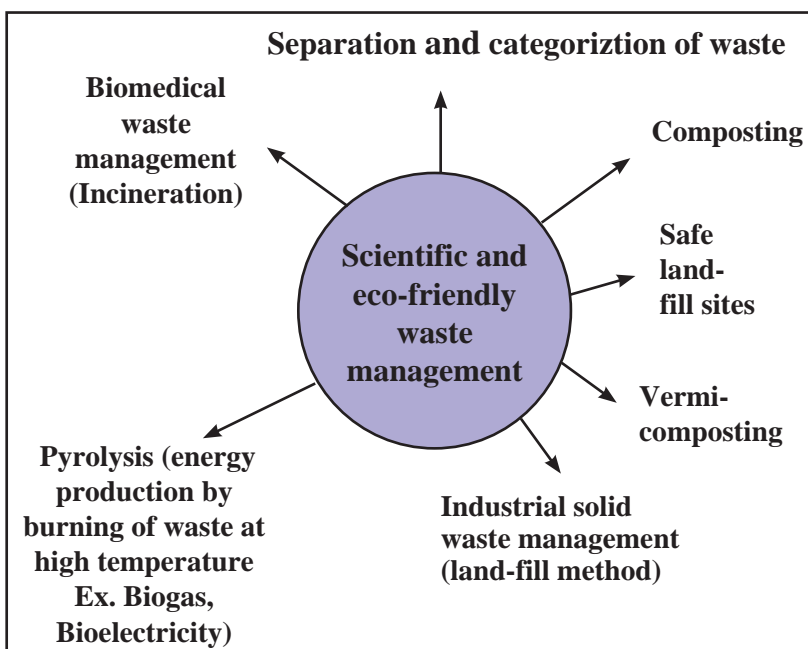 Separation and categoriztion of waste
Biomedical
waste
management
(Incineration)
Composting
Safe
land-
fill sites
Scientific and
eco-friendly
waste
management
Vermi-
composting
Pyrolysis (energy
production by
burning of waste at
high temperature
Ex. Biogas,
Bioelectricity)
Industrial solid
waste management
(land-fill method)